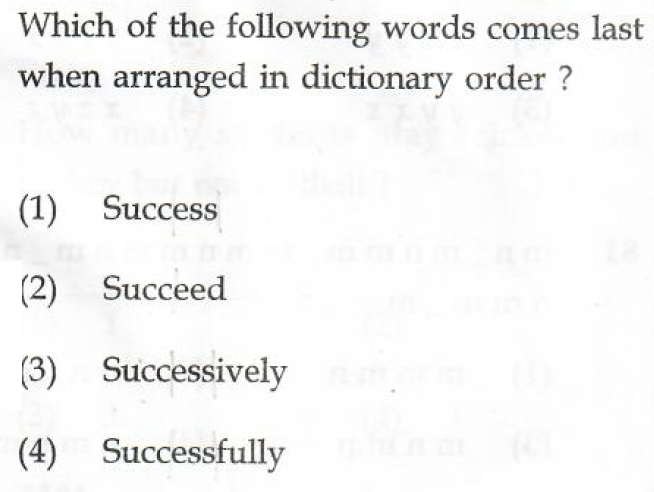 Which of the following words comes last
when arranged in dictionary order ?
(1) Success
(2) Succeed
(3) Successively
(4) Successfully